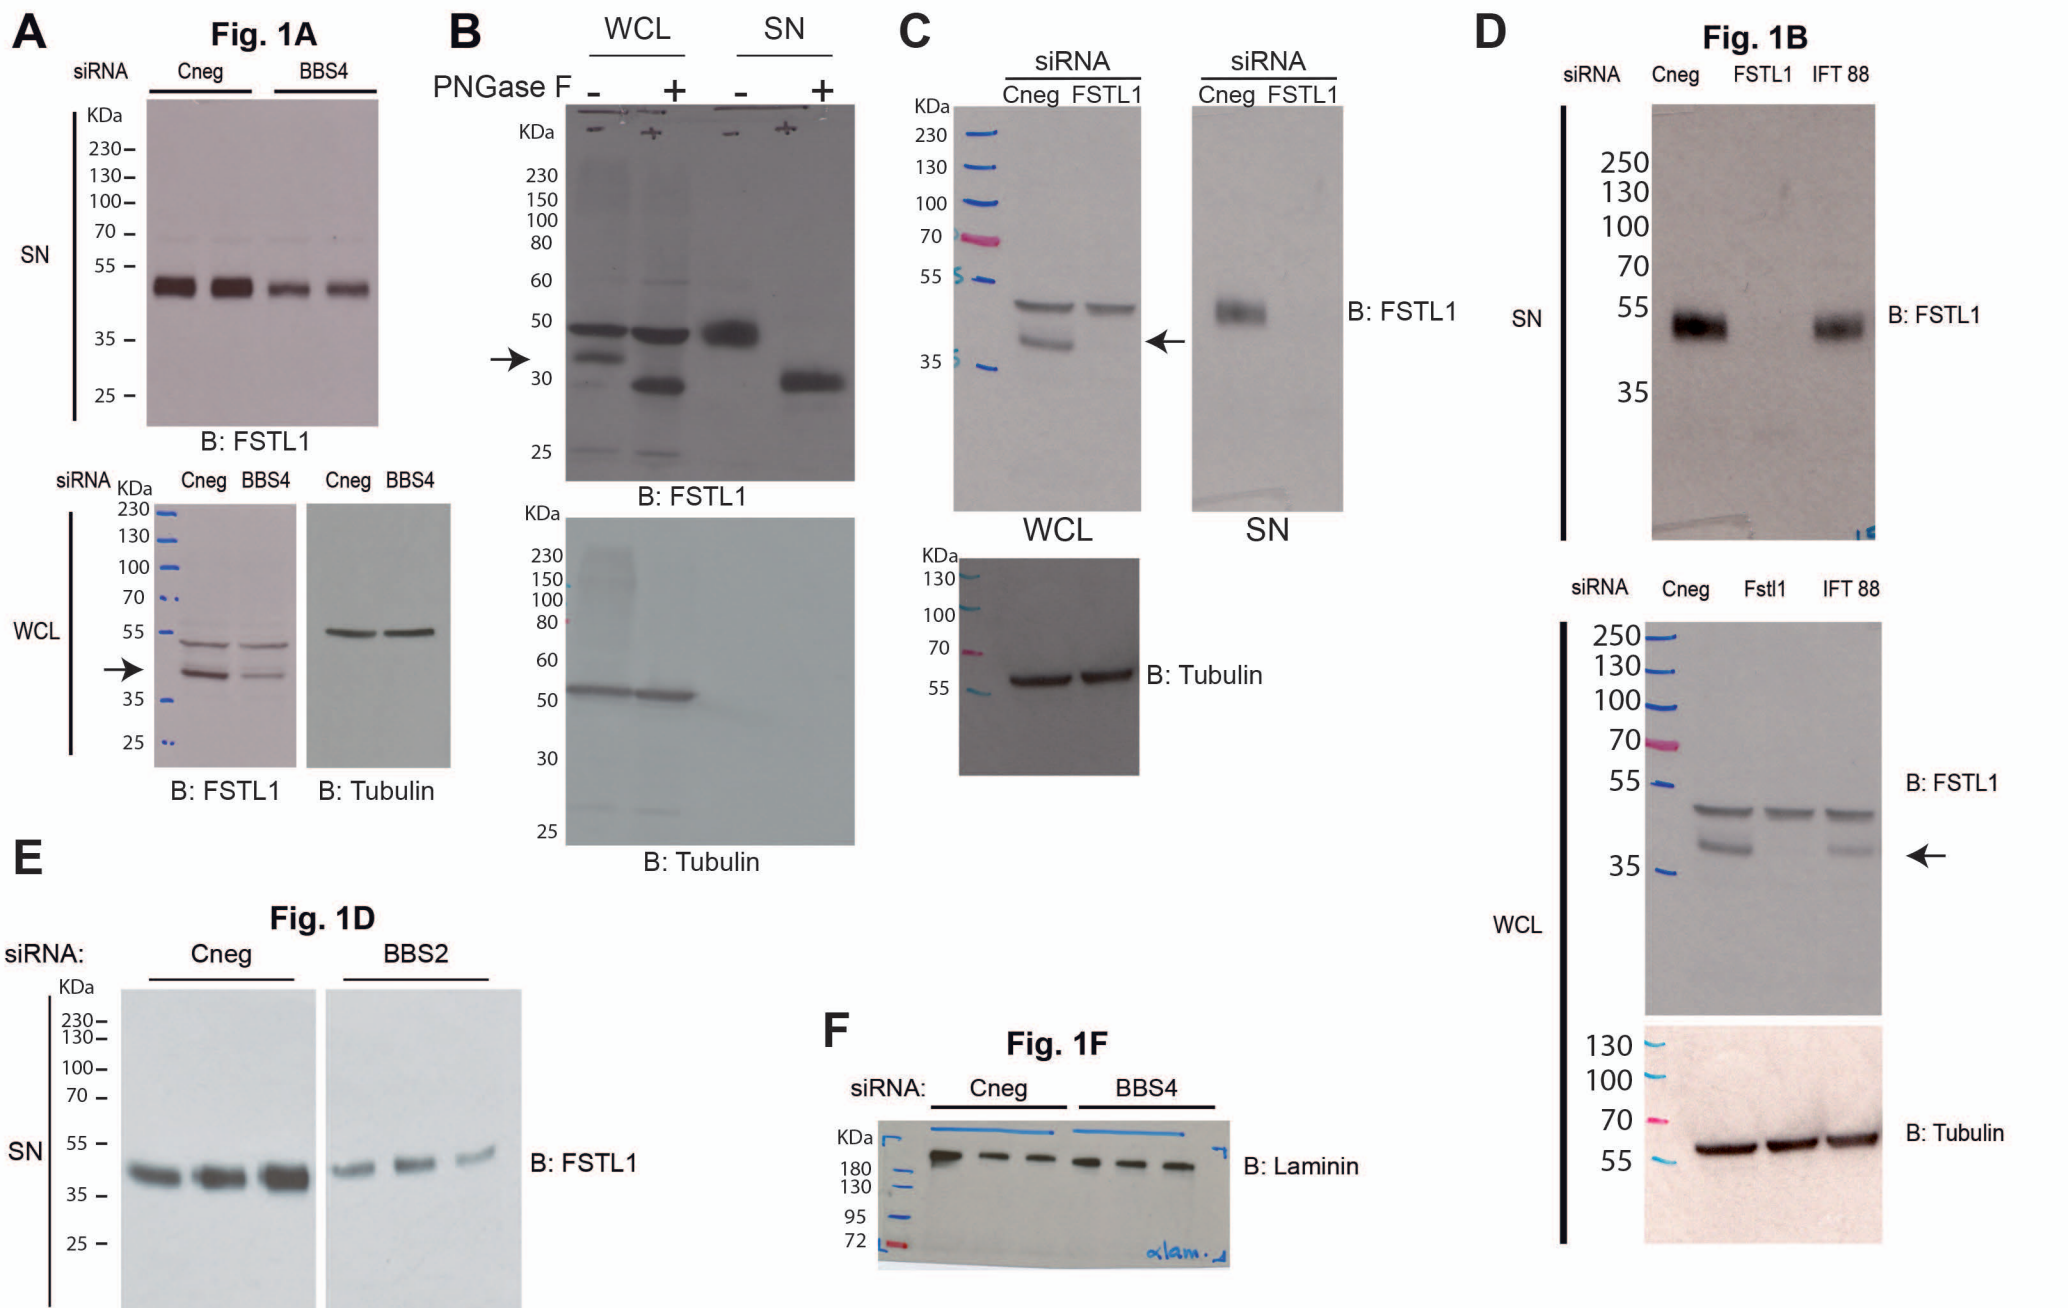 A
Fig. 1A
siRNA Cneg BBS4
KDa
230
130
100
70
55
35
25
SN
B: FSTL1
siRNA KDa Cneg BBS4 Cneg BBS4
230
130
100
70
55
35
25
WCL
B: FSTL1 B: Tubulin
B
WCL SN
PNGase F - + - +
KDa - + - +
230
150
100
80
60
50
30
25
B: FSTL1
KDa
230
150
100
80
60
50
30
25
B: Tubulin
C
siRNA siRNA
KDa Cneg FSTL1 Cneg FSTL1
230
130
100
70
55
35
B: FSTL1
WCL SN
KDa
130
100
70
55
B: Tubulin
D
Fig. 1B
siRNA Cneg FSTL1 IFT 88
250
130
100
70
55
35
SN
B: FSTL1
siRNA Cneg Fstl1 IFT 88
250
130
100
70
55
35
B: FSTL1
WCL
130
100
70
55
B: Tubulin
E
Fig. 1D
siRNA: Cneg BBS2
KDa
230
130
100
70
55
35
25
SN
B: FSTL1
F
Fig. 1F
siRNA: Cneg BBS4
KDa
180
130
95
72
B: Laminin
αlam.